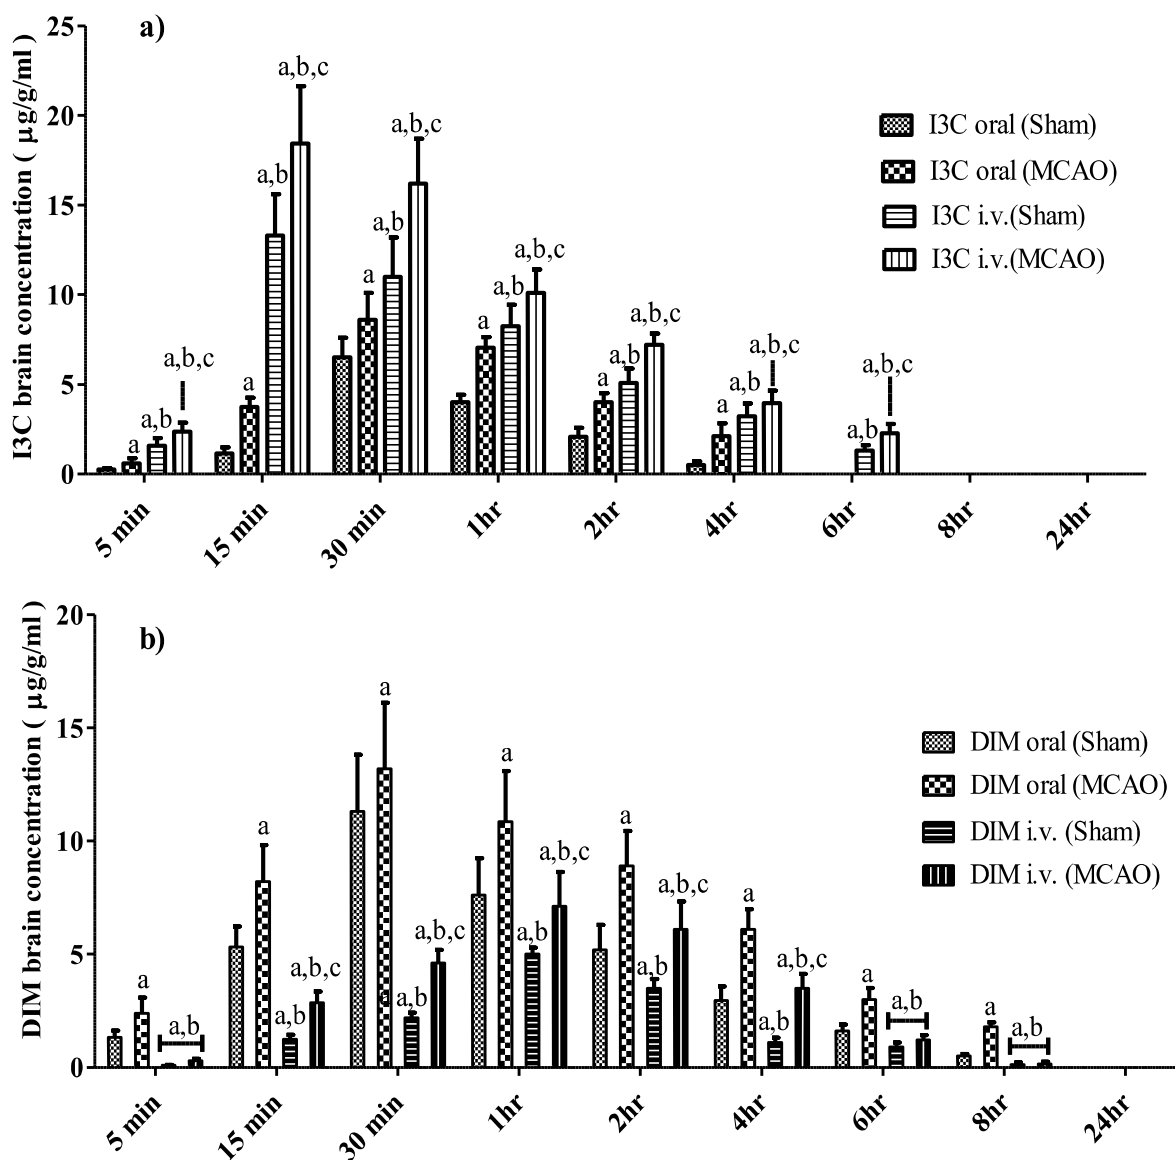 a)
I3C brain concentration ( µg/g/ml)
25
20
15
10
5
0
a
a,b
a,b,c
a
a,b
a,b,c
a
a,b
a,b,c
a
a,b
a,b,c
a
a,b
a,b,c
a
a,b
a,b,c
a,b
a,b,c
I3C oral (Sham)
I3C oral (MCAO)
I3C i.v.(Sham)
I3C i.v.(MCAO)
5 min
15 min
30 min
1hr
2hr
4hr
6hr
8hr
24hr
b)
DIM brain concentration ( µg/g/ml)
20
15
10
5
0
a
a,b
a
a,b
a,b,c
a
a
a,b
a,b,c
a
a,b
a,b,c
a
a,b
a,b,c
a
a,b
a,b,c
a
a,b
a
a,b
DIM oral (Sham)
DIM oral (MCAO)
DIM i.v. (Sham)
DIM i.v. (MCAO)
5 min
15 min
30 min
1hr
2hr
4hr
6hr
8hr
24hr